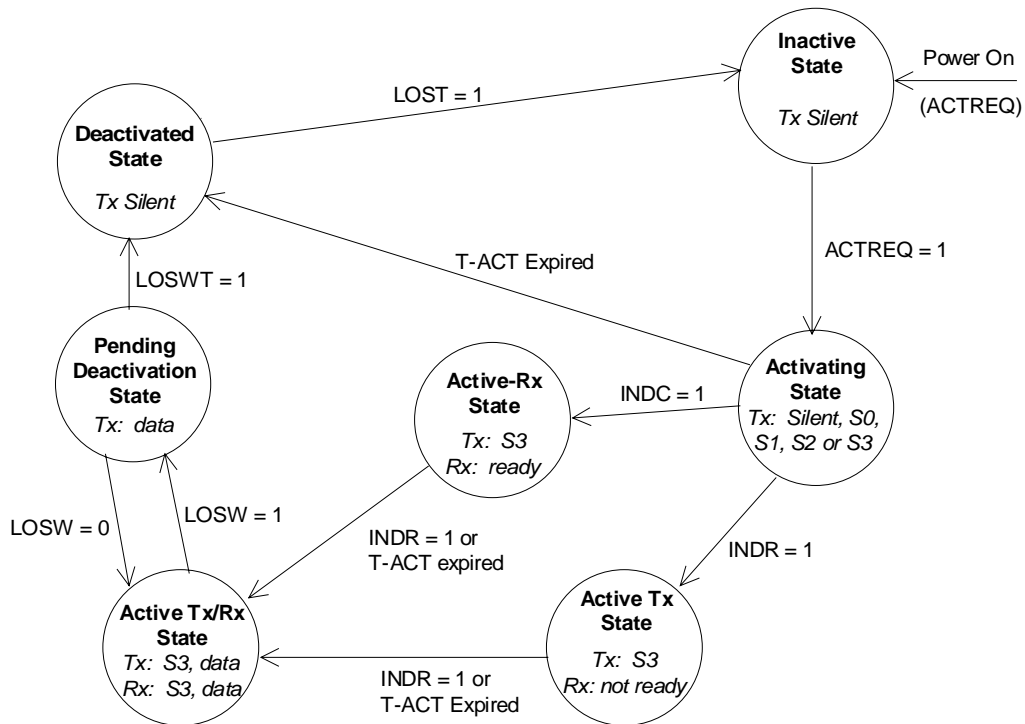 Inactive
State
Tx Silent
Power On
(ACTREQ)
LOST = 1
Deactivated
State
Tx Silent
ACTREQ = 1
T-ACT Expired
LOSWT = 1
Pending
Deactivation
State
Tx: data
Active-Rx
State
Tx: S3
Rx: ready
INDC = 1
Activating
State
Tx: Silent, S0,
S1, S2 or S3
LOSW = 0
LOSW = 1
INDR = 1 or
T-ACT expired
INDR = 1
Active Tx/Rx
State
Tx: S3, data
Rx: S3, data
INDR = 1 or
T-ACT Expired
Active Tx
State
Tx: S3
Rx: not ready